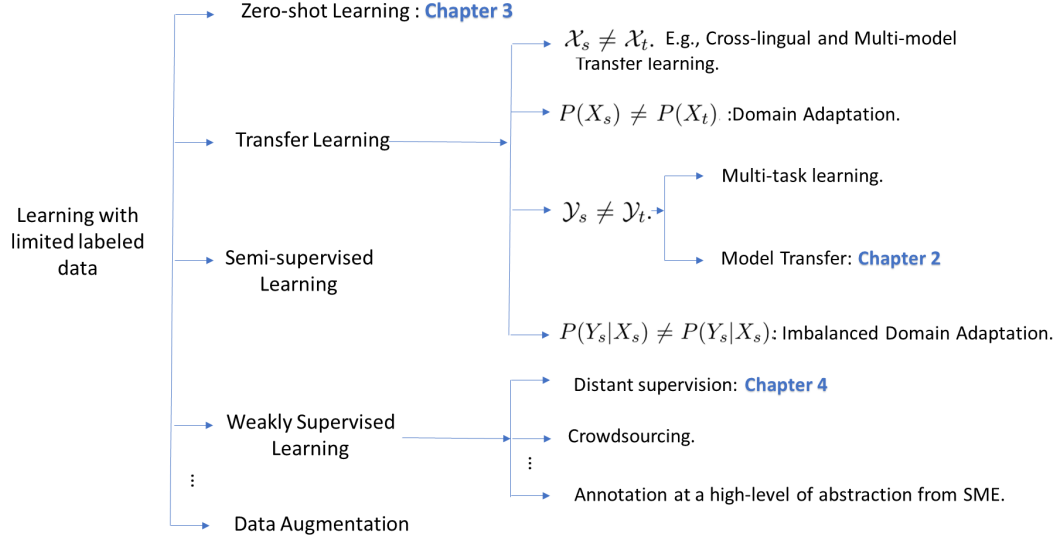 Zero-shot Learning : Chapter 3
𝒳ₛ ≠ 𝒳ₜ. E.g., Cross-lingual and Multi-model
Transfer learning.
P(Xₛ) ≠ P(Xₜ) :Domain Adaptation.
Transfer Learning
Multi-task learning.
𝒴ₛ ≠ 𝒴ₜ.
Learning with
limited labeled
data
Semi-supervised
Learning
Model Transfer: Chapter 2
P(Yₛ|Xₛ) ≠ P(Yₛ|Xₛ): Imbalanced Domain Adaptation.
Distant supervision: Chapter 4
Weakly Supervised
Learning
Crowdsourcing.
⋮
⋮
Annotation at a high-level of abstraction from SME.
Data Augmentation